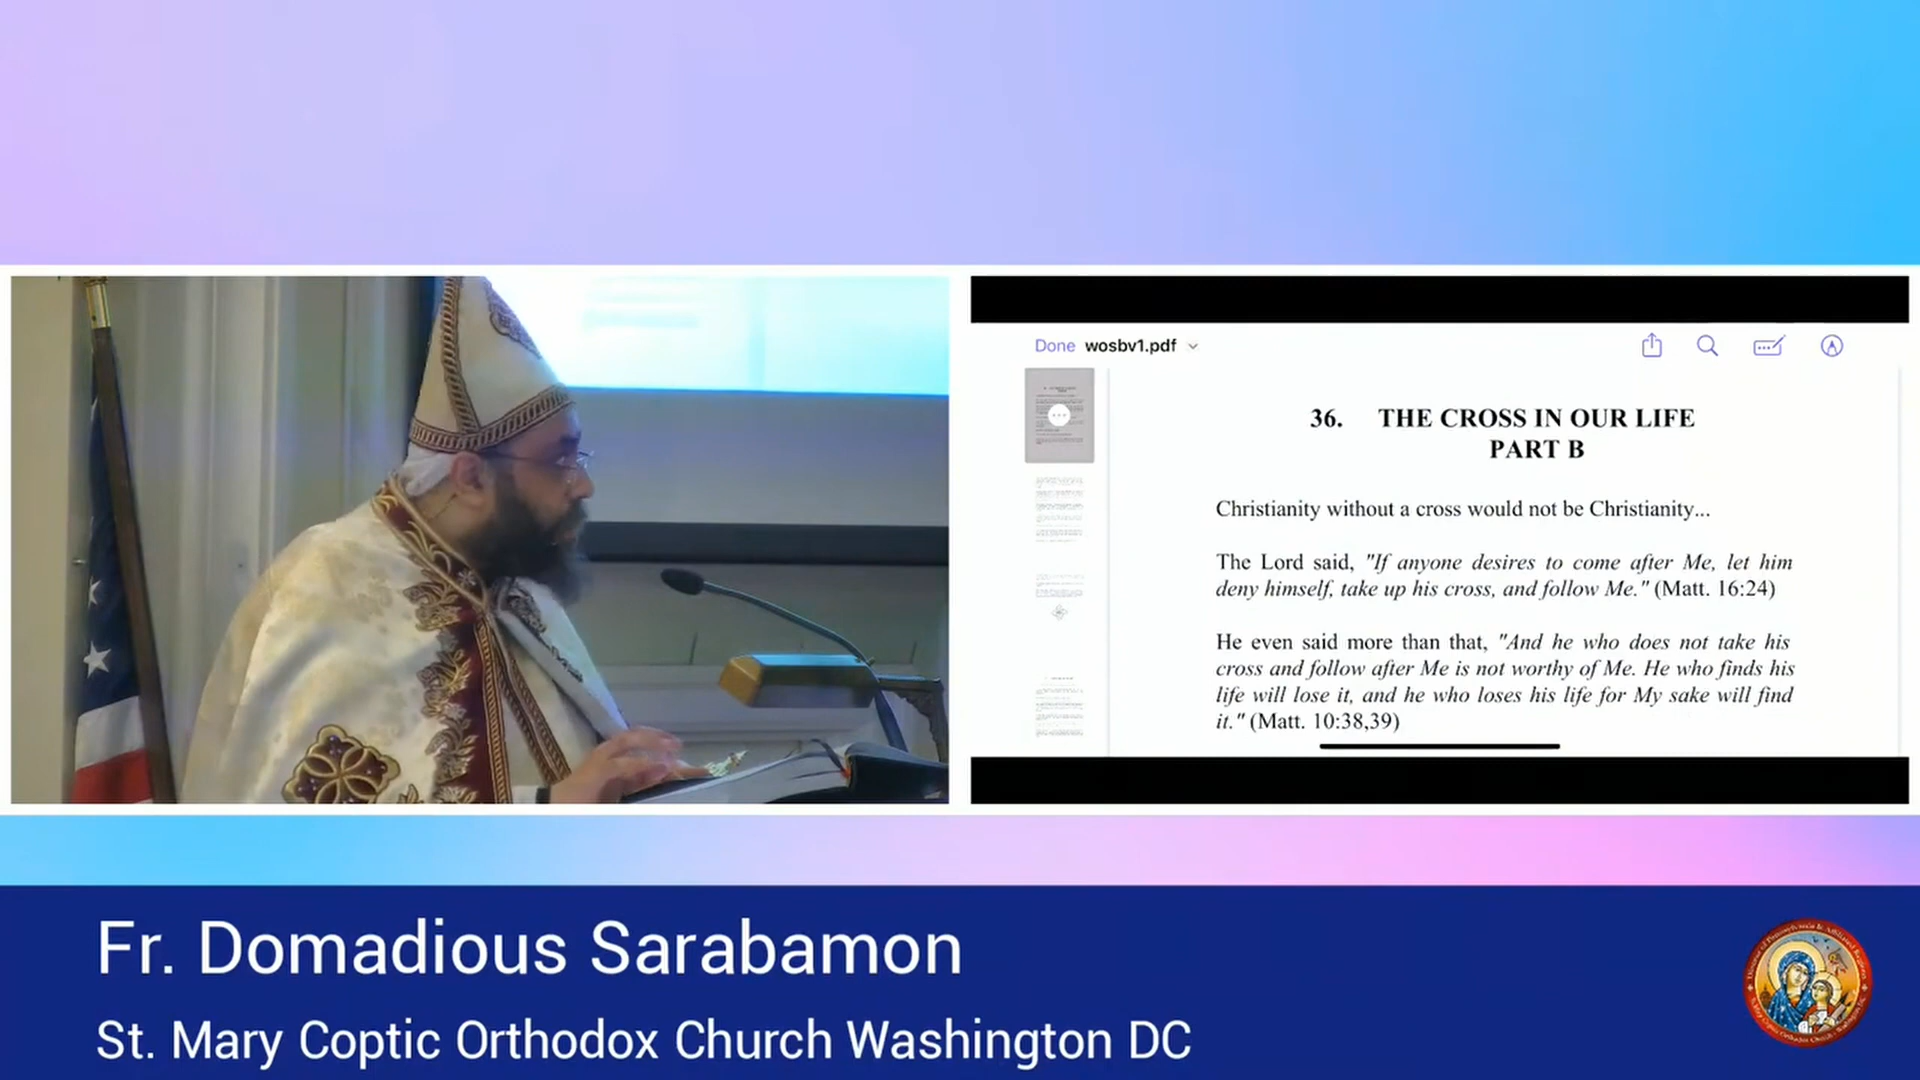 Done wosbv1.pdf
36. THE CROSS IN OUR LIFE
PART B
Christianity without a cross would not be Christianity...
The Lord said, "If anyone desires to come after Me, let him
deny himself, take up his cross, and follow Me." (Matt. 16:24)
He even said more than that, "And he who does not take his
cross and follow after Me is not worthy of Me. He who finds his
life will lose it, and he who loses his life for My sake will find
it." (Matt. 10:38,39)
Fr. Domadious Sarabamon
St. Mary Coptic Orthodox Church Washington DC